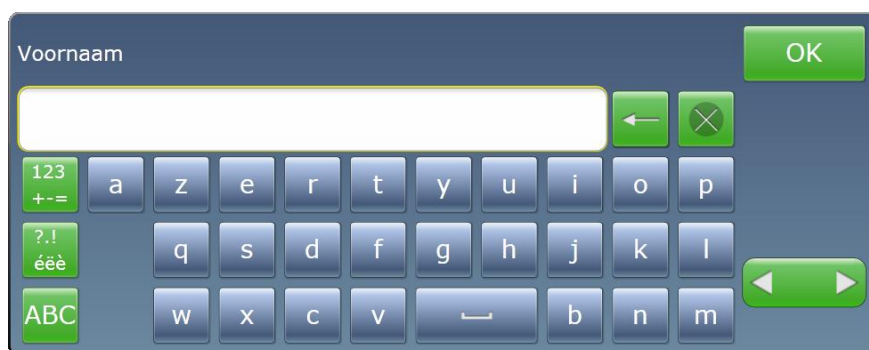 Voornaam OK
123 a z e r t y u i o p
+-=
?.! q s d f g h j k l
éëè
ABC w x c v b n m